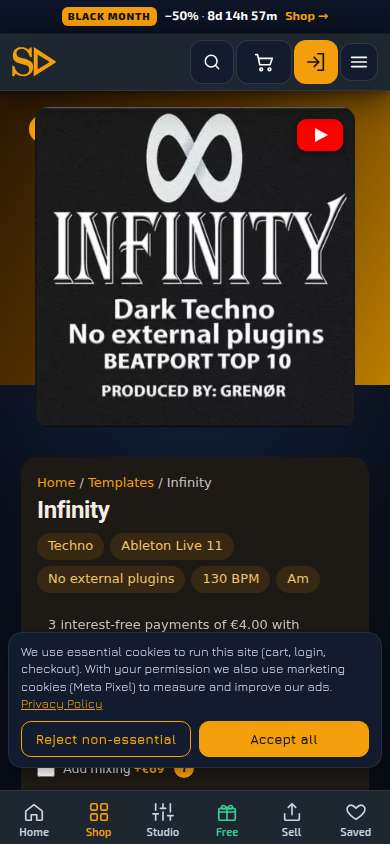 BLACK MONTH −50% · 8d 14h 57m Shop →
S
INFINITY
Dark Techno
No external plugins
BEATPORT TOP 10
PRODUCED BY: GRENØR
Home / Templates / Infinity
Infinity
Techno Ableton Live 11
No external plugins 130 BPM Am
3 interest-free payments of €4.00 with
We use essential cookies to run this site (cart, login,
checkout). With your permission we also use marketing
cookies (Meta Pixel) to measure and improve our ads.
Privacy Policy
Reject non-essential Accept all
Add mixing +€69
Home Shop Studio Free Sell Saved